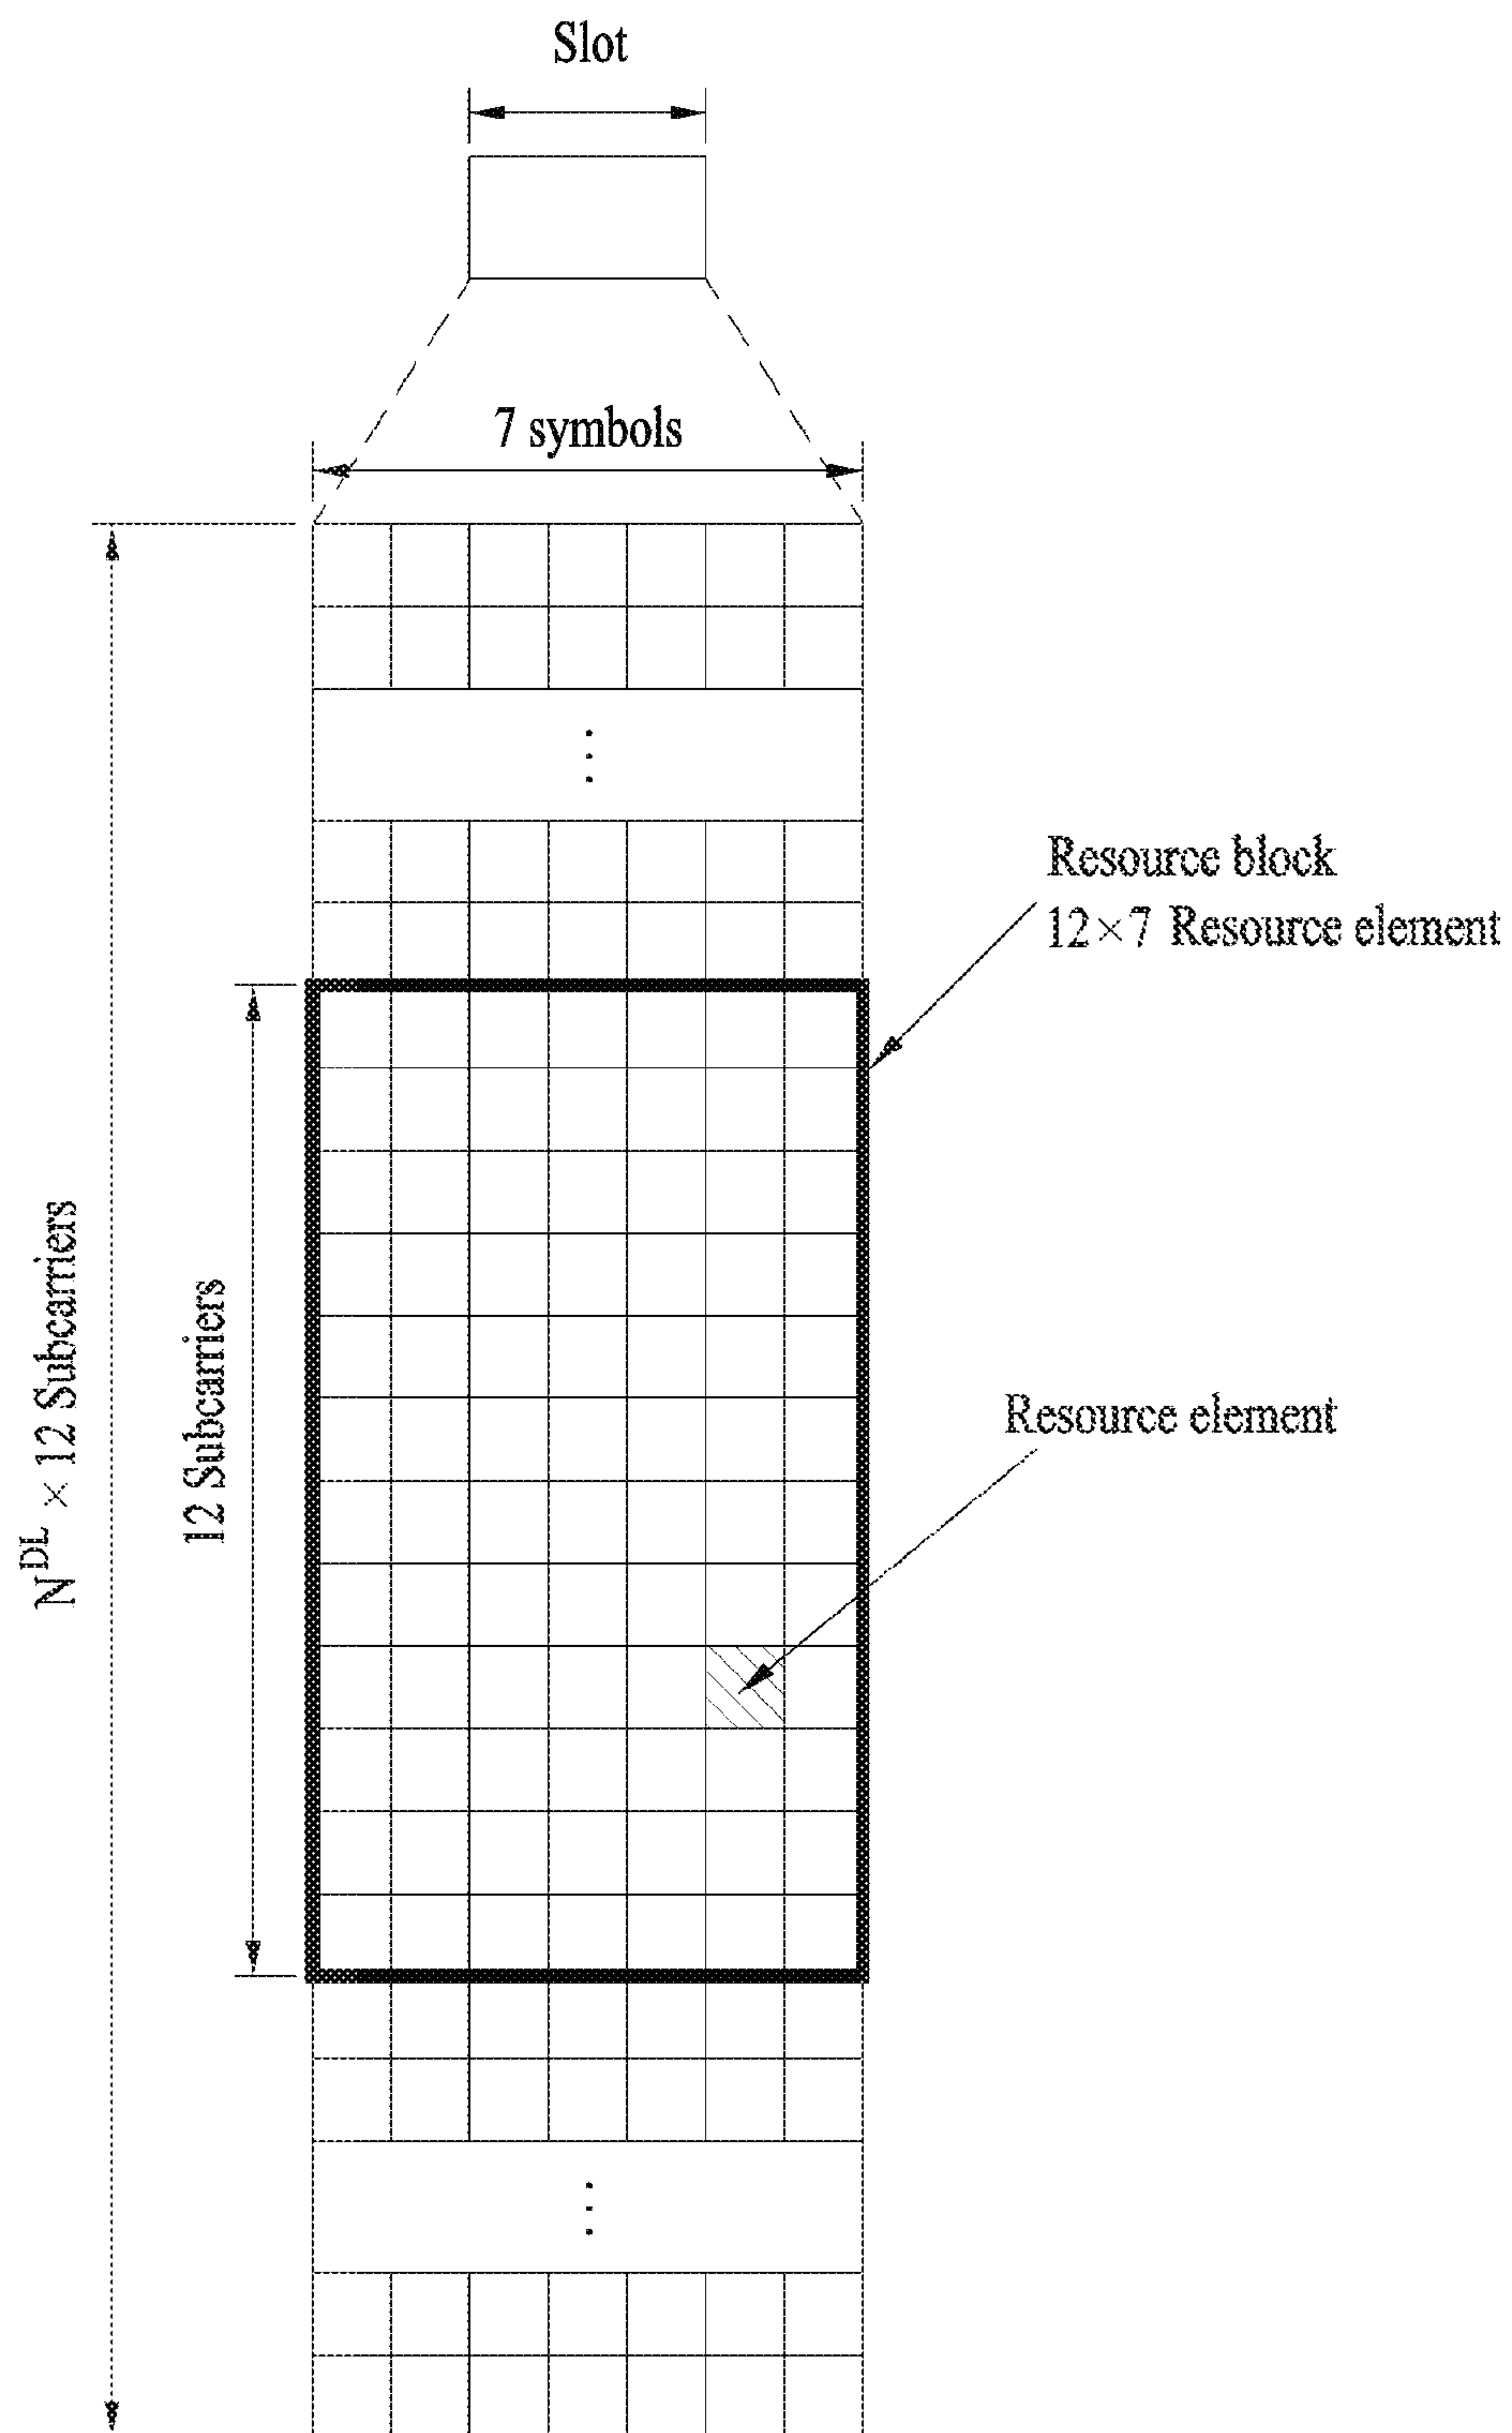 Slot
7 symbols
Resource block
12×7 Resource element
N^DL × 12 Subcarriers
12 Subcarriers
Resource element